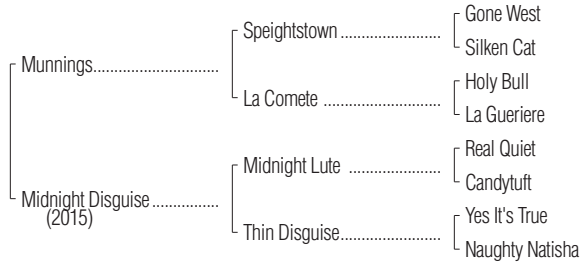 Gone West
Speightstown
Silken Cat
Munnings
Holy Bull
La Comete
La Gueriere
Real Quiet
Midnight Lute
Candytuft
Midnight Disguise
(2015)
Yes It's True
Thin Disguise
Naughty Natisha